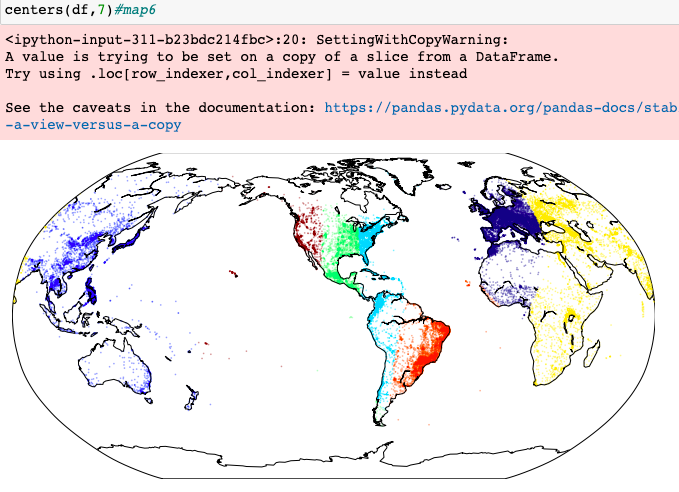 centers(df,7)#map6
<ipython-input-311-b23bdc214fbc>:20: SettingWithCopyWarning:
A value is trying to be set on a copy of a slice from a DataFrame.
Try using .loc[row_indexer,col_indexer] = value instead
See the caveats in the documentation: https://pandas.pydata.org/pandas-docs/stab
-a-view-versus-a-copy